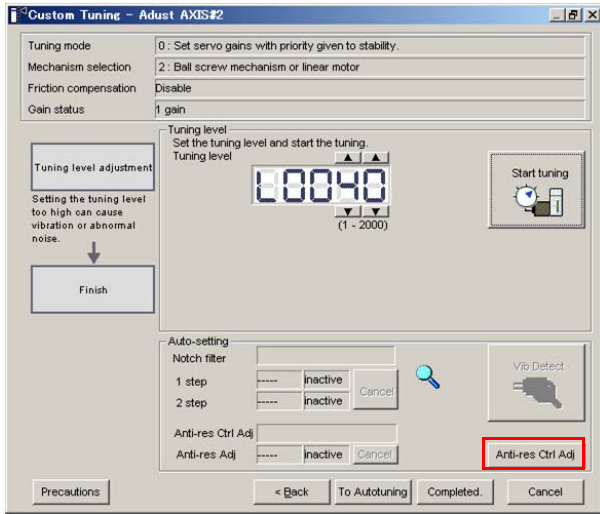 Custom Tuning - Adust AXIS#2
Tuning mode
0 : Set servo gains with priority given to stability.
Mechanism selection
2 : Ball screw mechanism or linear motor
Friction compensation
Disable
Gain status
1 gain
Tuning level adjustment
Setting the tuning level
too high can cause
vibration or abnormal
noise.
Finish
Tuning level
Set the tuning level and start the tuning.
Tuning level
L0040
(1 - 2000)
Start tuning
Auto-setting
Notch filter
1 step
-----
inactive
2 step
-----
inactive
Cancel
Vib Detect
Anti-res Ctrl Adj
Anti-res Adj
-----
inactive
Cancel
Anti-res Ctrl Adj
Precautions
< Back
To Autotuning
Completed.
Cancel